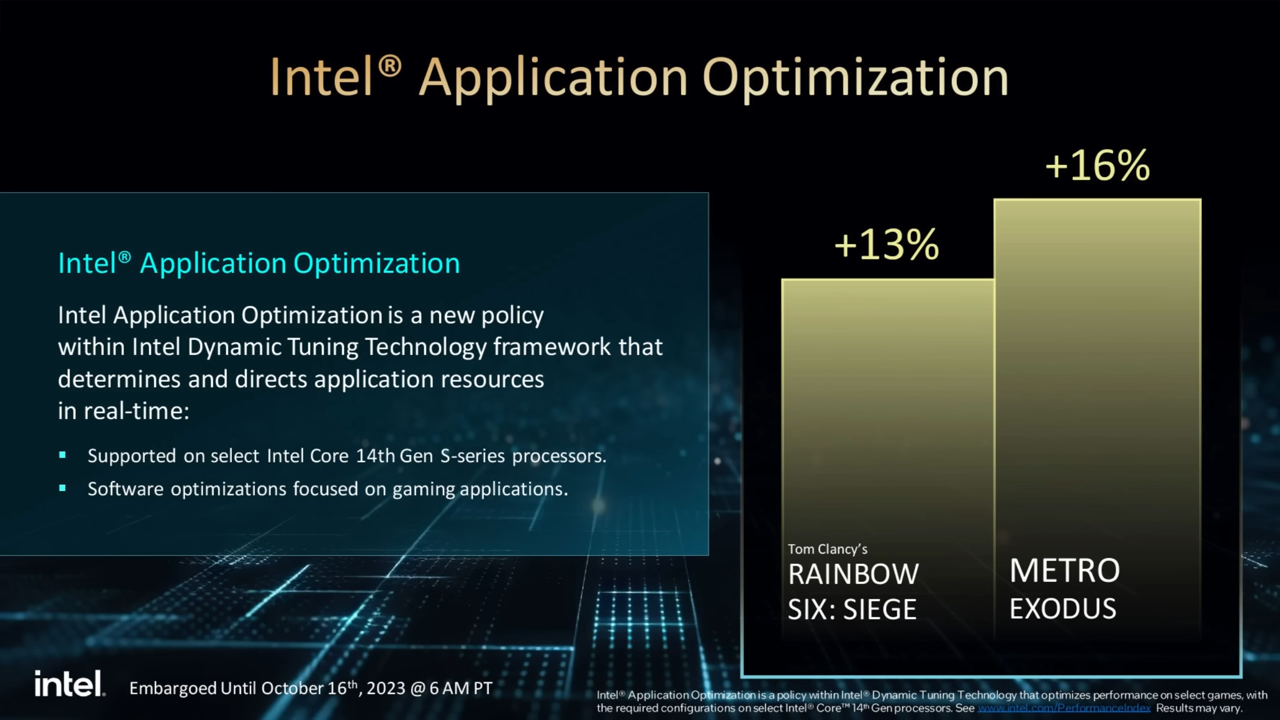 Intel® Application Optimization
Intel® Application Optimization
Intel Application Optimization is a new policy
within Intel Dynamic Tuning Technology framework that
determines and directs application resources
in real-time:
▪ Supported on select Intel Core 14th Gen S-series processors.
▪ Software optimizations focused on gaming applications.
+13%
+16%
Tom Clancy’s
RAINBOW
SIX: SIEGE
METRO
EXODUS
intel.
Embargoed Until October 16th, 2023 @ 6 AM PT
Intel® Application Optimization is a policy within Intel® Dynamic Tuning Technology that optimizes performance on select games, with
the required configurations on select Intel® Core™ 14th Gen processors. See www.intel.com/PerformanceIndex Results may vary.